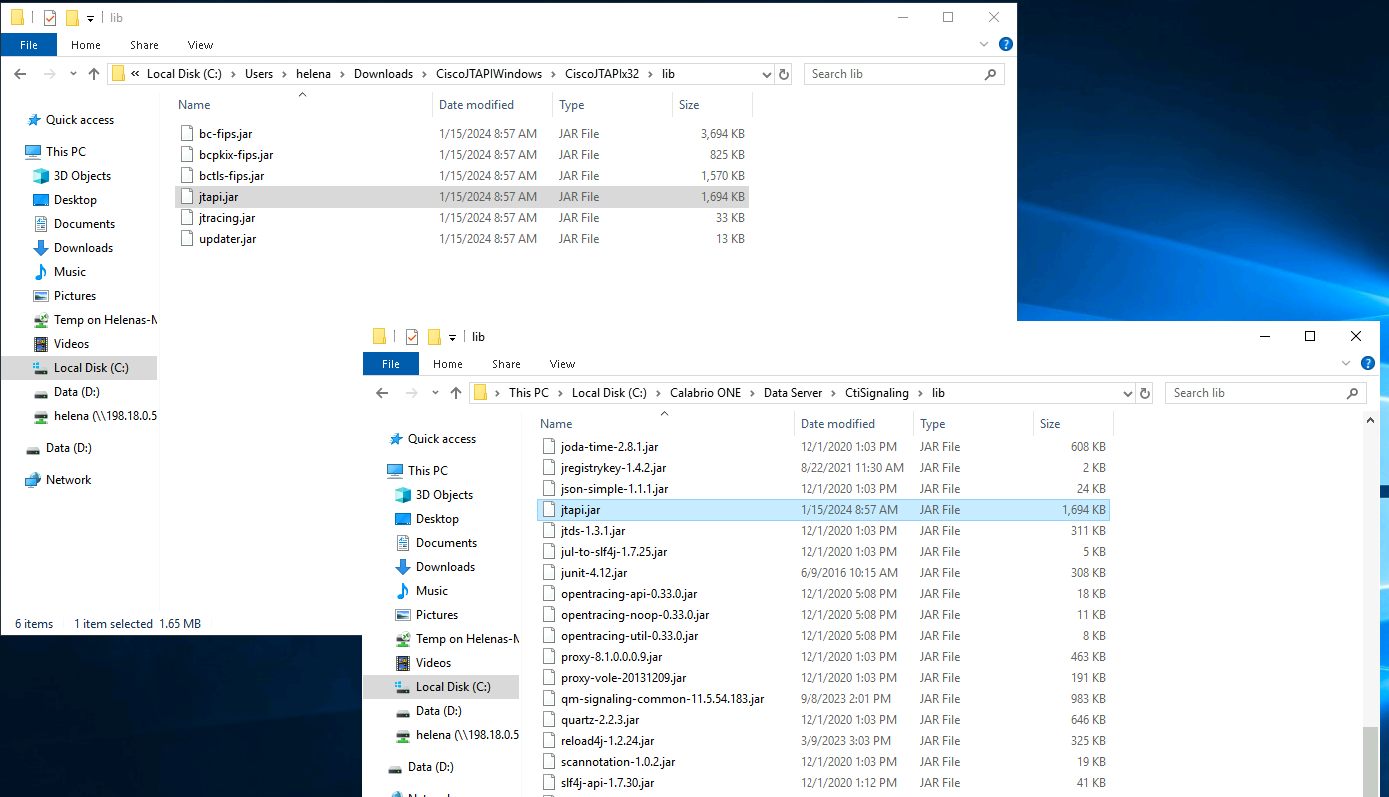 lib
File Home Share View
« Local Disk (C:) › Users › helena › Downloads › CiscoJTAPIWindows › CiscoJTAPIx32 › lib
Search lib
Quick access
This PC
3D Objects
Desktop
Documents
Downloads
Music
Pictures
Temp on Helenas-M
Videos
Local Disk (C:)
Data (D:)
helena (\\198.18.0.5
Data (D:)
Network
Name Date modified Type Size
bc-fips.jar 1/15/2024 8:57 AM JAR File 3,694 KB
bcpkix-fips.jar 1/15/2024 8:57 AM JAR File 825 KB
bctls-fips.jar 1/15/2024 8:57 AM JAR File 1,570 KB
jtapi.jar 1/15/2024 8:57 AM JAR File 1,694 KB
jtracing.jar 1/15/2024 8:57 AM JAR File 33 KB
updater.jar 1/15/2024 8:57 AM JAR File 13 KB
6 items 1 item selected 1.65 MB
lib
File Home Share View
› This PC › Local Disk (C:) › Calabrio ONE › Data Server › CtiSignaling › lib
Search lib
Quick access
This PC
3D Objects
Desktop
Documents
Downloads
Music
Pictures
Temp on Helenas-M
Videos
Local Disk (C:)
Data (D:)
helena (\\198.18.0.5
Data (D:)
Name Date modified Type Size
joda-time-2.8.1.jar 12/1/2020 1:03 PM JAR File 608 KB
jregistrykey-1.4.2.jar 8/22/2021 11:30 AM JAR File 2 KB
json-simple-1.1.1.jar 12/1/2020 1:03 PM JAR File 24 KB
jtapi.jar 1/15/2024 8:57 AM JAR File 1,694 KB
jtds-1.3.1.jar 12/1/2020 1:03 PM JAR File 311 KB
jul-to-slf4j-1.7.25.jar 12/1/2020 1:03 PM JAR File 5 KB
junit-4.12.jar 6/9/2016 10:15 AM JAR File 308 KB
opentracing-api-0.33.0.jar 12/1/2020 5:08 PM JAR File 18 KB
opentracing-noop-0.33.0.jar 12/1/2020 5:08 PM JAR File 11 KB
opentracing-util-0.33.0.jar 12/1/2020 5:08 PM JAR File 8 KB
proxy-8.1.0.0.0.9.jar 12/1/2020 1:03 PM JAR File 463 KB
proxy-vole-20131209.jar 12/1/2020 1:03 PM JAR File 191 KB
qm-signaling-common-11.5.54.183.jar 9/8/2023 2:01 PM JAR File 983 KB
quartz-2.2.3.jar 12/1/2020 1:03 PM JAR File 646 KB
reload4j-1.2.24.jar 3/9/2023 3:03 PM JAR File 325 KB
scannotation-1.0.2.jar 12/1/2020 1:03 PM JAR File 19 KB
slf4j-api-1.7.30.jar 12/1/2020 1:12 PM JAR File 41 KB